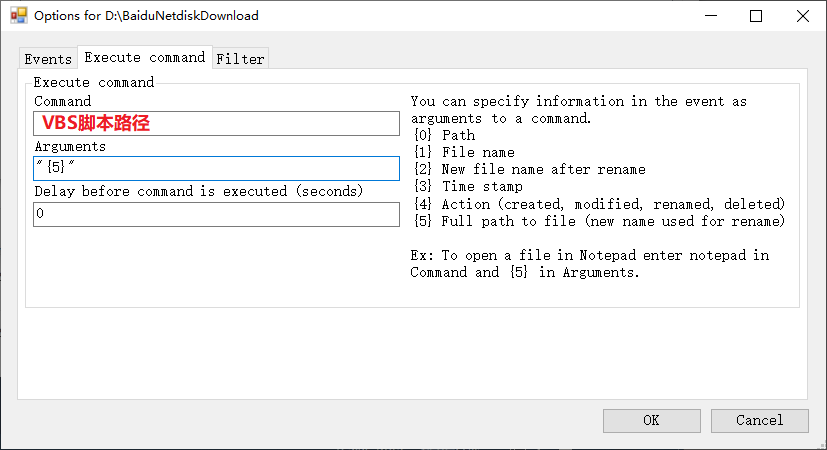 Options for D:\BaiduNetdiskDownload
Events Execute command Filter
Execute command
Command
VBS脚本路径
Arguments
"{5}"
Delay before command is executed (seconds)
0
You can specify information in the event as
arguments to a command.
{0} Path
{1} File name
{2} New file name after rename
{3} Time stamp
{4} Action (created, modified, renamed, deleted)
{5} Full path to file (new name used for rename)
Ex: To open a file in Notepad enter notepad in
Command and {5} in Arguments.
OK Cancel